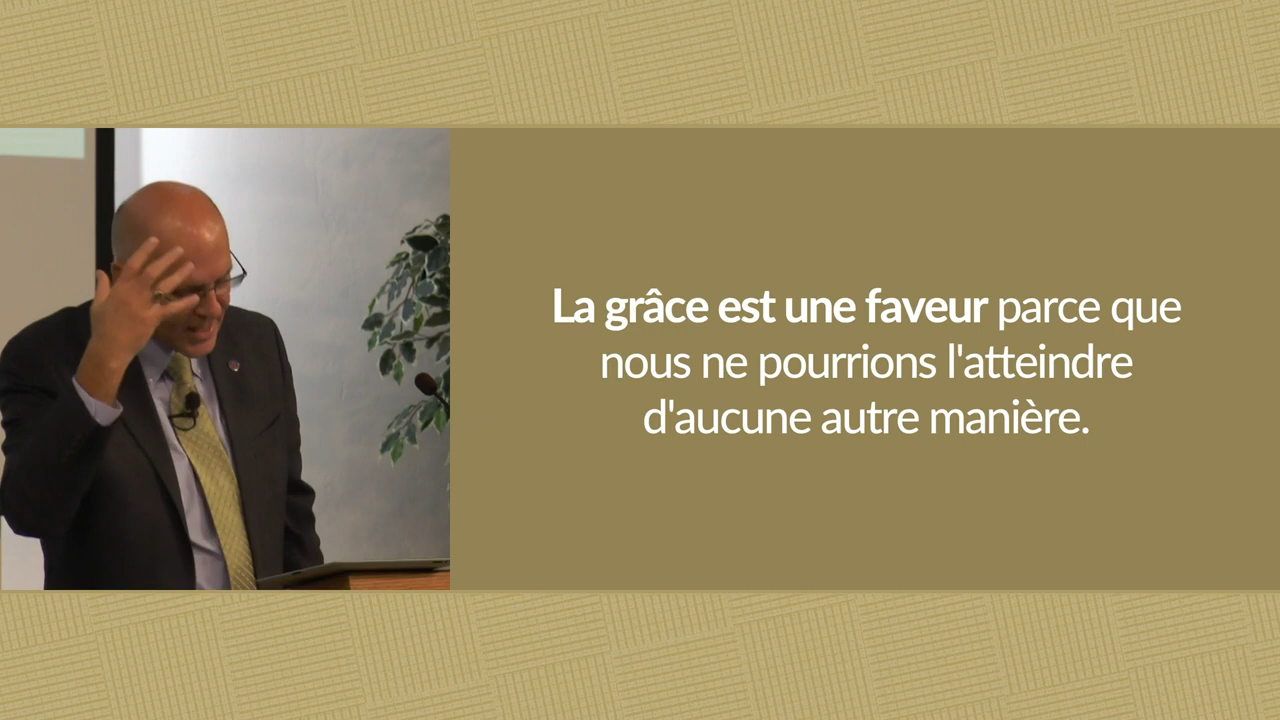 La grâce est une faveur parce que
nous ne pourrions l'atteindre
d'aucune autre manière.